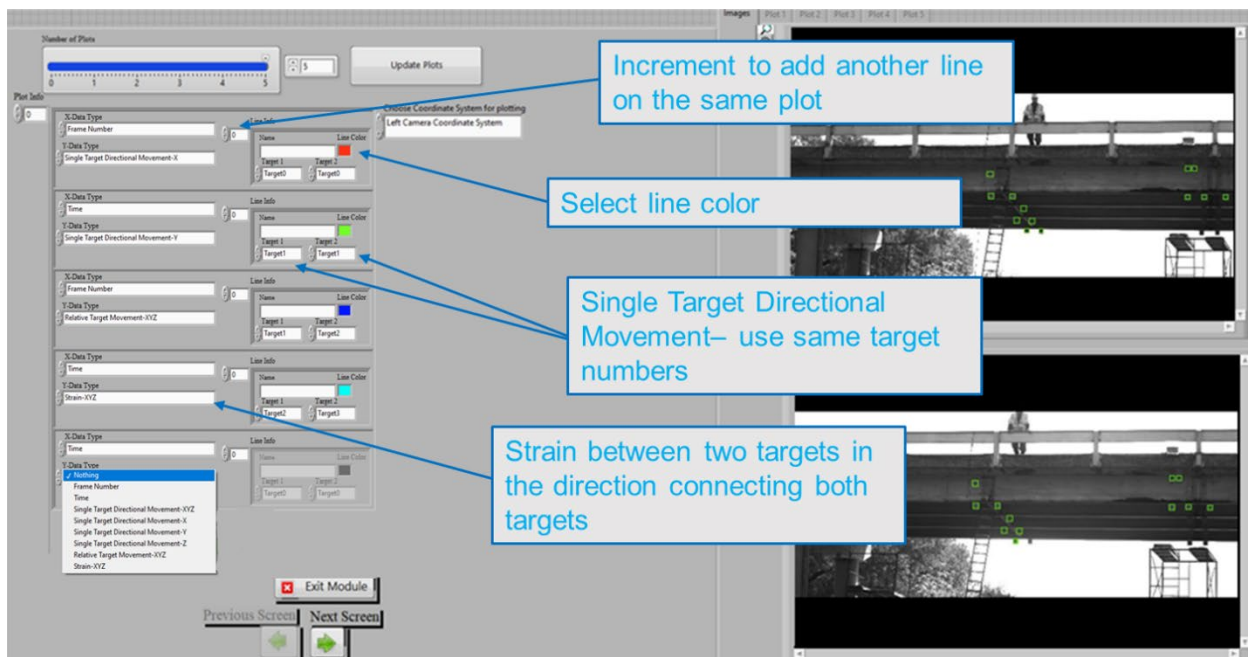 Images Plot 1 Plot 2 Plot 3 Plot 4 Plot 5
Number of Plots
0 1 2 3 4 5
5
Update Plots
Increment to add another line
on the same plot
Plot Info
0
Choose Coordinate System for plotting
Left Camera Coordinate System
X-Data Type
Frame Number
Y-Data Type
Single Target Directional Movement-X
0
Line Info
Name Line Color
Target 1 Target 2
Target0 Target0
Select line color
X-Data Type
Time
Y-Data Type
Single Target Directional Movement-Y
0
Line Info
Name Line Color
Target 1 Target 2
Target1 Target1
Single Target Directional
Movement– use same target
numbers
X-Data Type
Frame Number
Y-Data Type
Relative Target Movement-XYZ
0
Line Info
Name Line Color
Target 1 Target 2
Target1 Target2
X-Data Type
Time
Y-Data Type
Strain-XYZ
0
Line Info
Name Line Color
Target 1 Target 2
Target2 Target3
Strain between two targets in
the direction connecting both
targets
X-Data Type
Time
Y-Data Type
0
Line Info
Name Line Color
Target 1 Target 2
Target0 Target0
✓ Nothing
Frame Number
Time
Single Target Directional Movement-XYZ
Single Target Directional Movement-X
Single Target Directional Movement-Y
Single Target Directional Movement-Z
Relative Target Movement-XYZ
Strain-XYZ
Exit Module
Previous Screen Next Screen